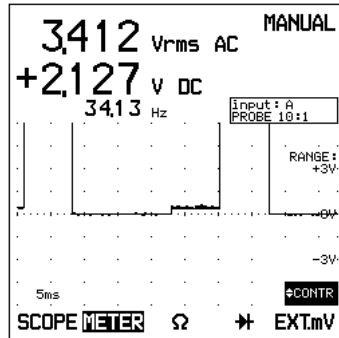 MANUAL
3,412 Vrms AC
+2,127 V DC
34,13 Hz
input: A
PROBE 10:1
RANGE:
+3V
0V
-3V
5ms
CONTR
SCOPE METER Ω EXT.mV